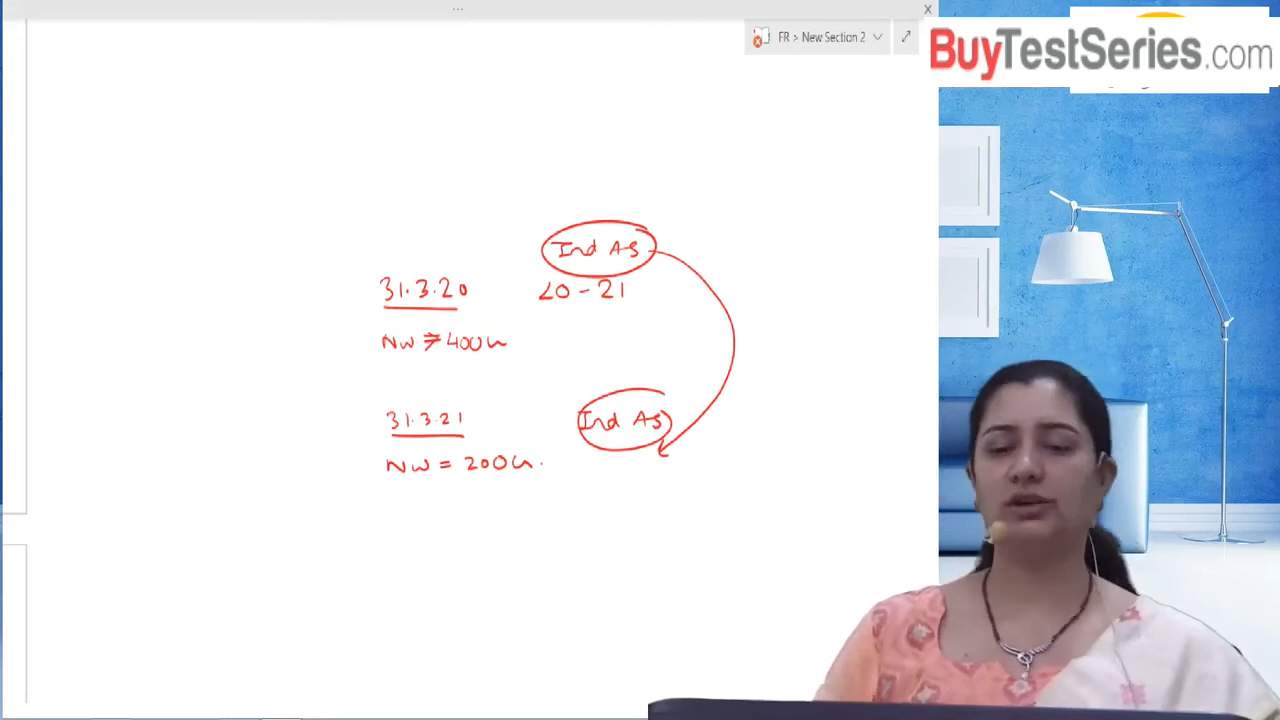 ...
x
FR > New Section 2
BuyTestSeries.com
Ind AS
31.3.20 20-21
NW ≥ 400Cr
31.3.21 Ind AS
NW = 200Cr.